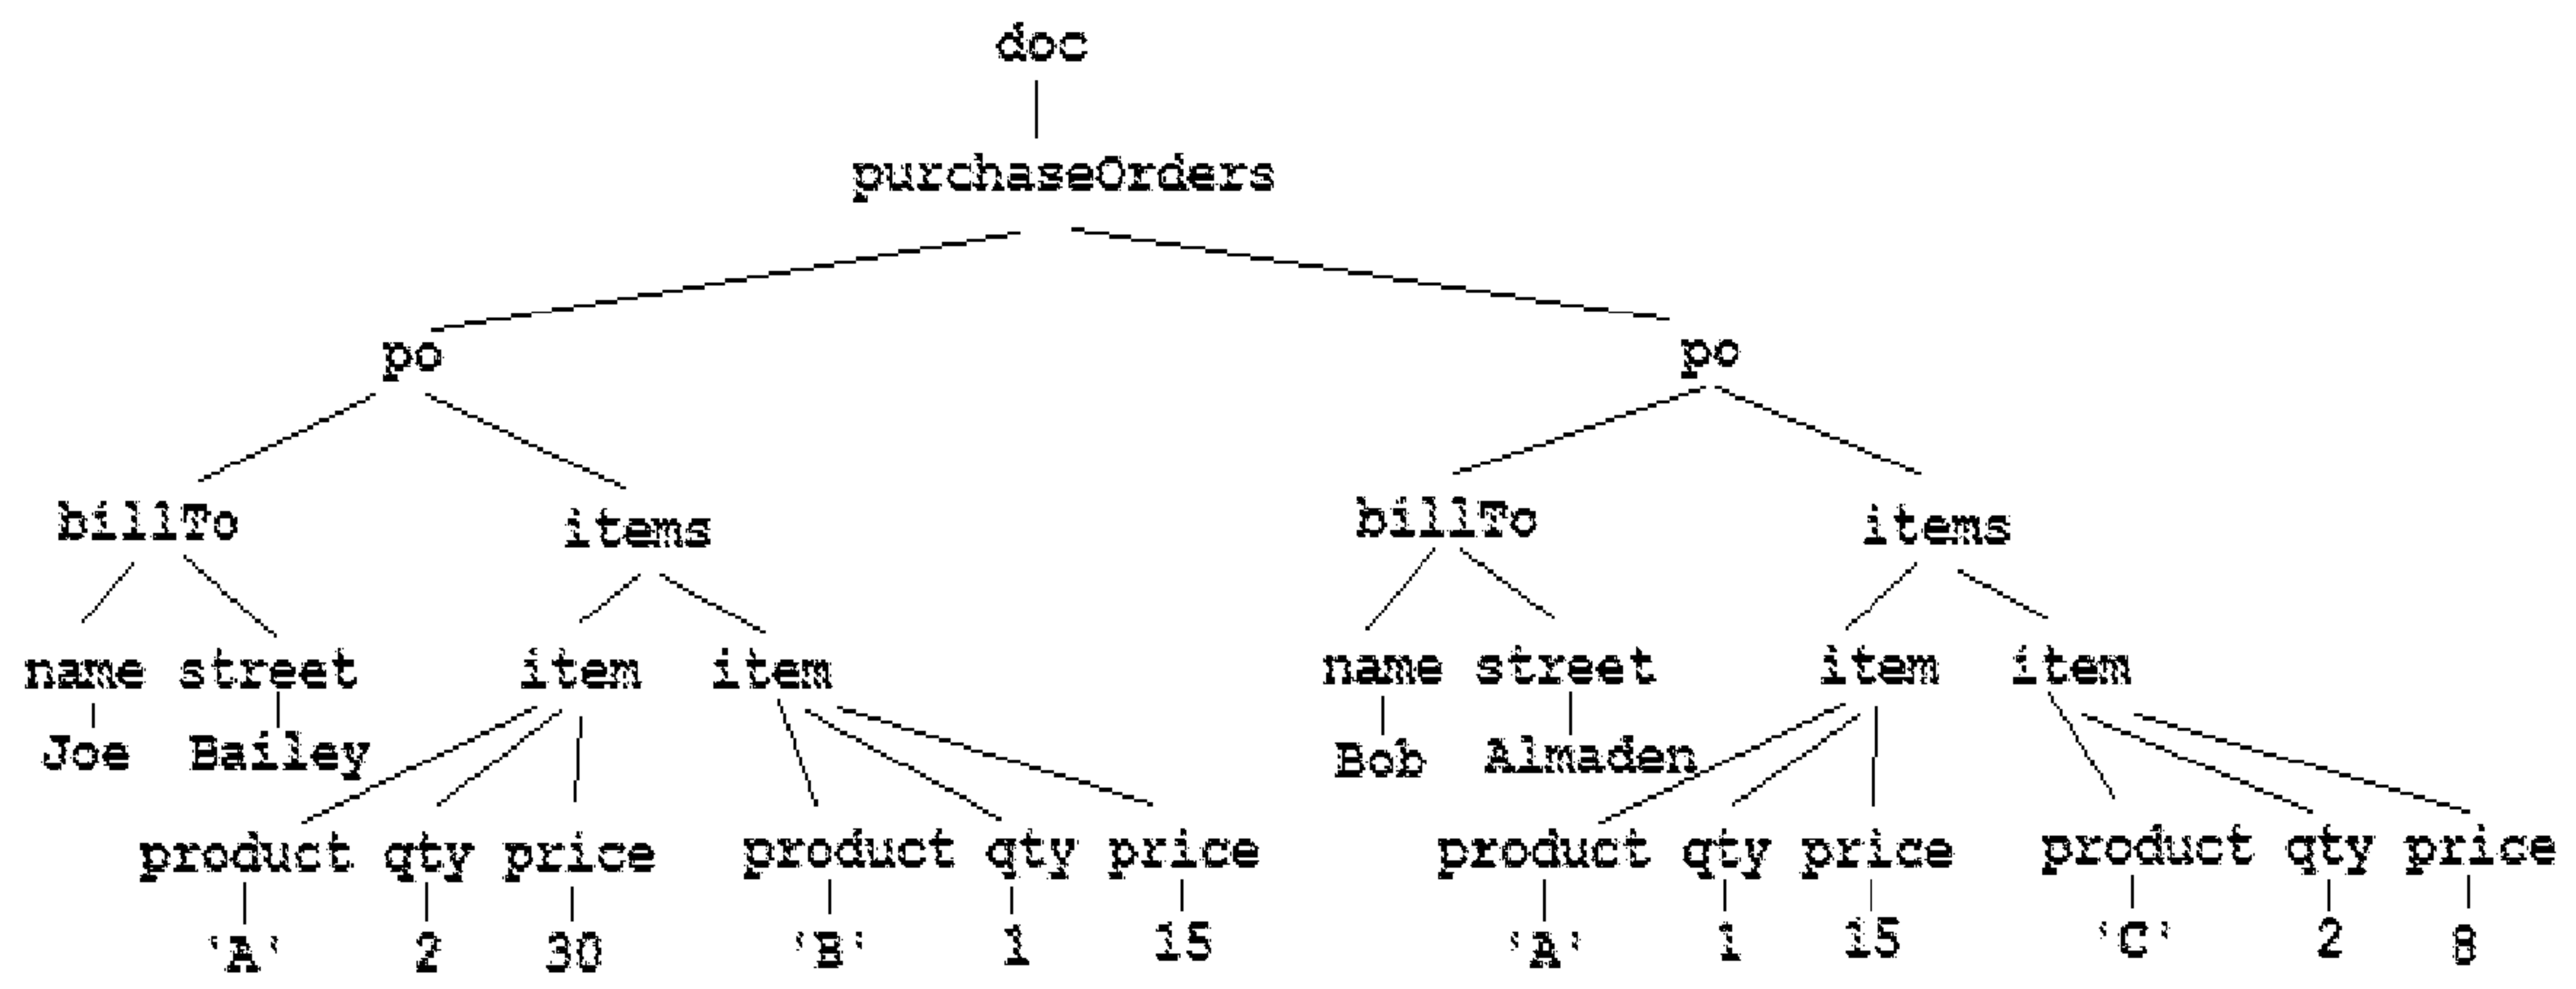 doc
purchaseOrders
po po
billTo items billTo items
name street item item name street item item
Joe Bailey Bob Almaden
product qty price product qty price product qty price product qty price
'A' 2 30 'B' 1 15 'A' 1 15 'C' 2 8